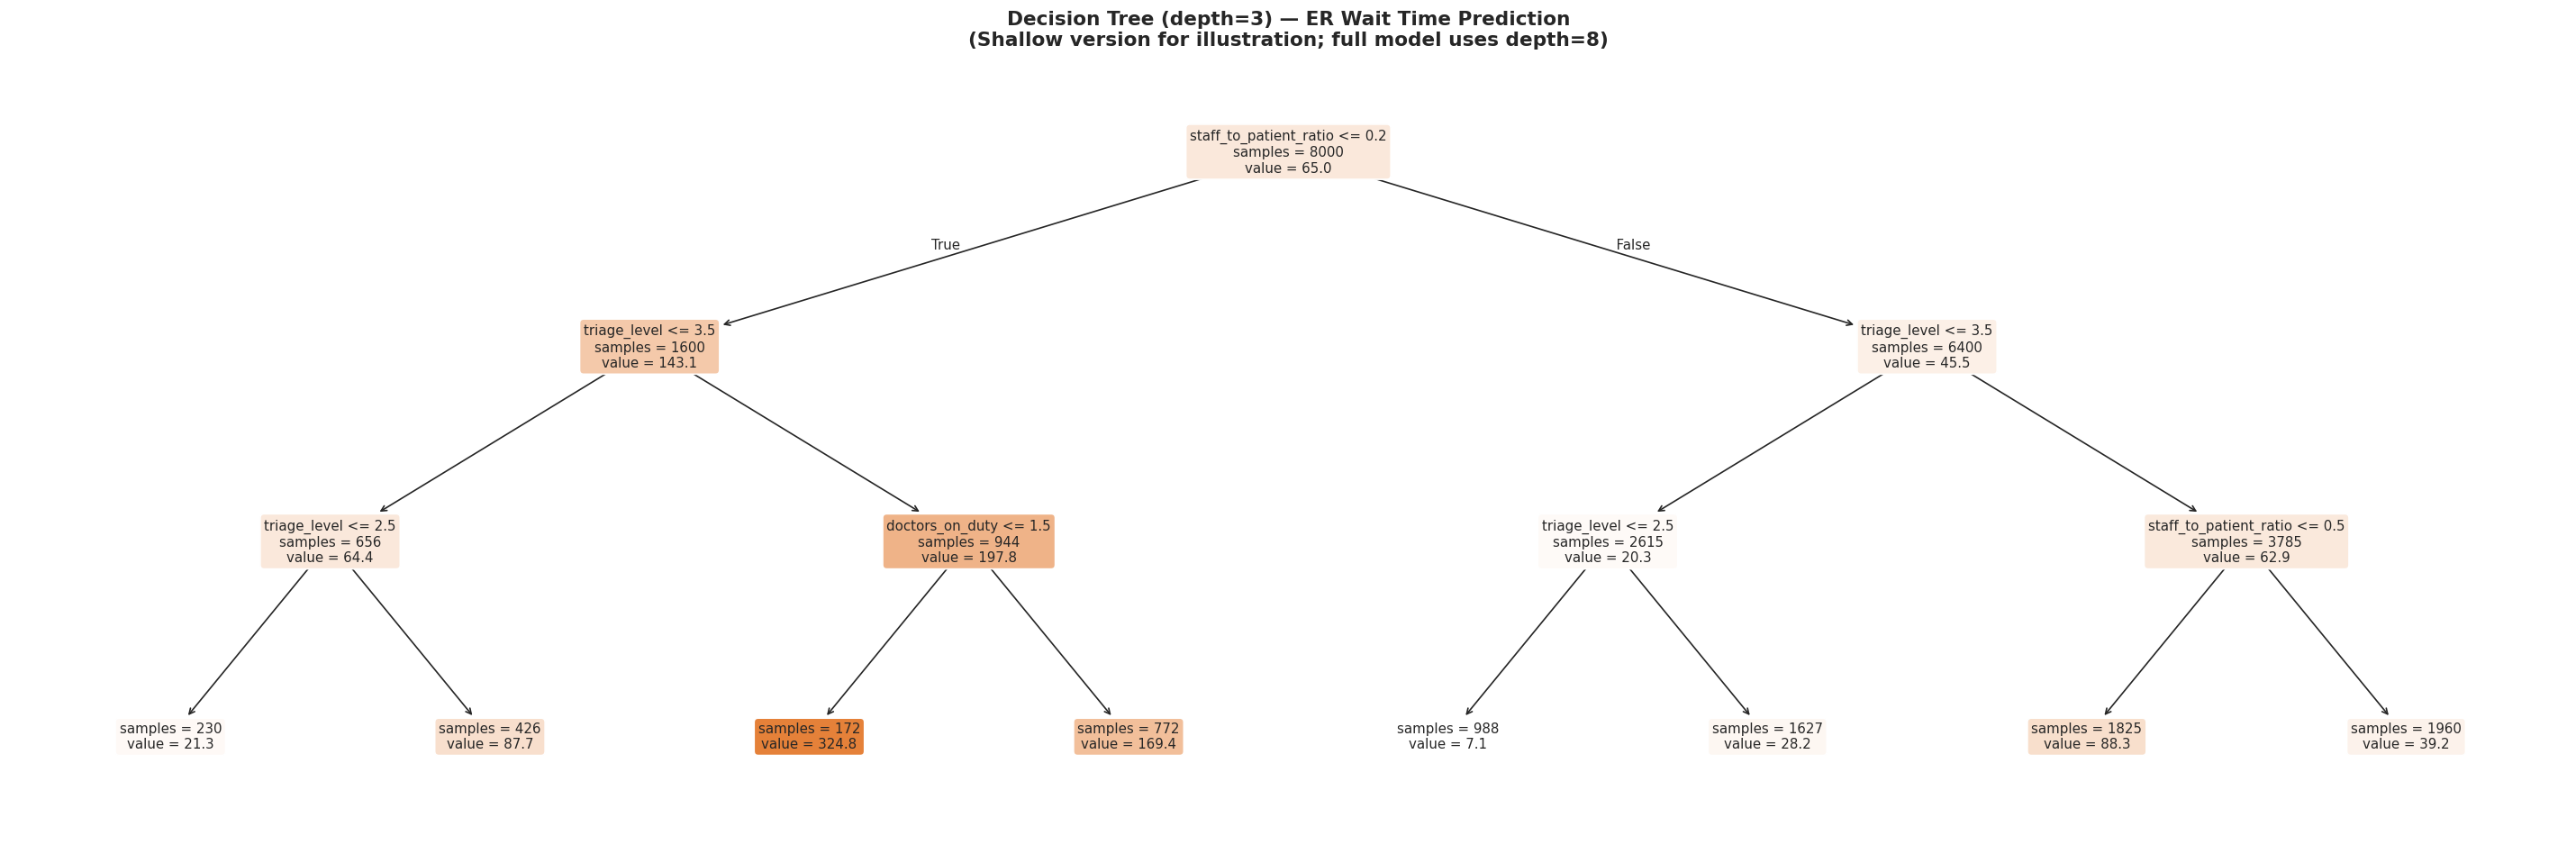 Decision Tree (depth=3) — ER Wait Time Prediction
(Shallow version for illustration; full model uses depth=8)
staff_to_patient_ratio <= 0.2
samples = 8000
value = 65.0
True
False
triage_level <= 3.5
samples = 1600
value = 143.1
triage_level <= 3.5
samples = 6400
value = 45.5
triage_level <= 2.5
samples = 656
value = 64.4
doctors_on_duty <= 1.5
samples = 944
value = 197.8
triage_level <= 2.5
samples = 2615
value = 20.3
staff_to_patient_ratio <= 0.5
samples = 3785
value = 62.9
samples = 230
value = 21.3
samples = 426
value = 87.7
samples = 172
value = 324.8
samples = 772
value = 169.4
samples = 988
value = 7.1
samples = 1627
value = 28.2
samples = 1825
value = 88.3
samples = 1960
value = 39.2